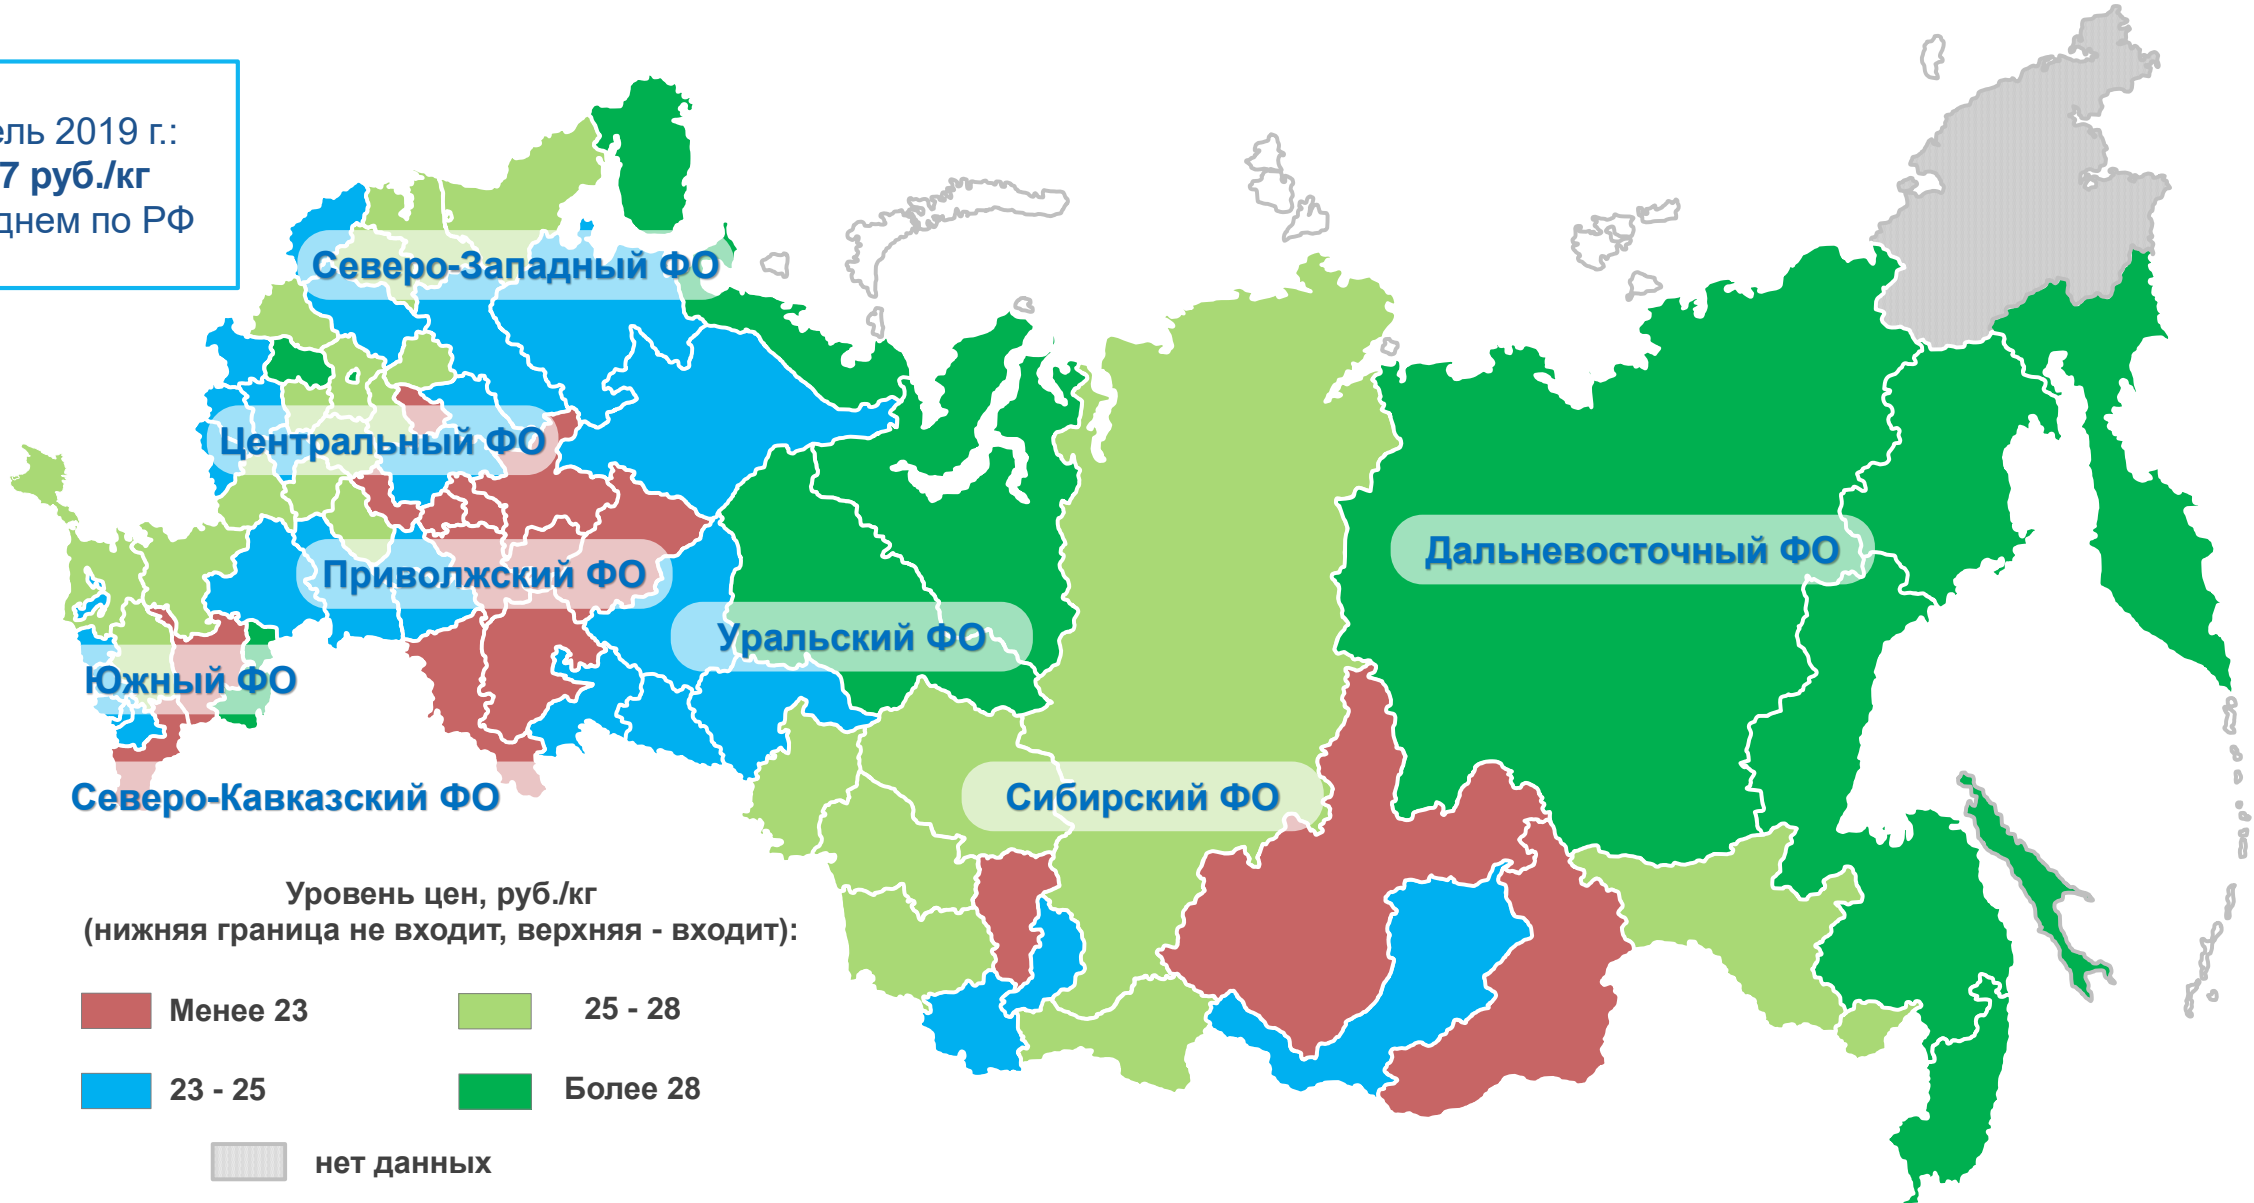 ель 2019 г.:
7 руб./кг
днем по РФ
Северо-Западный ФО
Центральный ФО
Приволжский ФО
Дальневосточный ФО
Уральский ФО
Южный ФО
Сибирский ФО
Северо-Кавказский ФО
Уровень цен, руб./кг
(нижняя граница не входит, верхняя - входит):
Менее 23
25 - 28
23 - 25
Более 28
нет данных